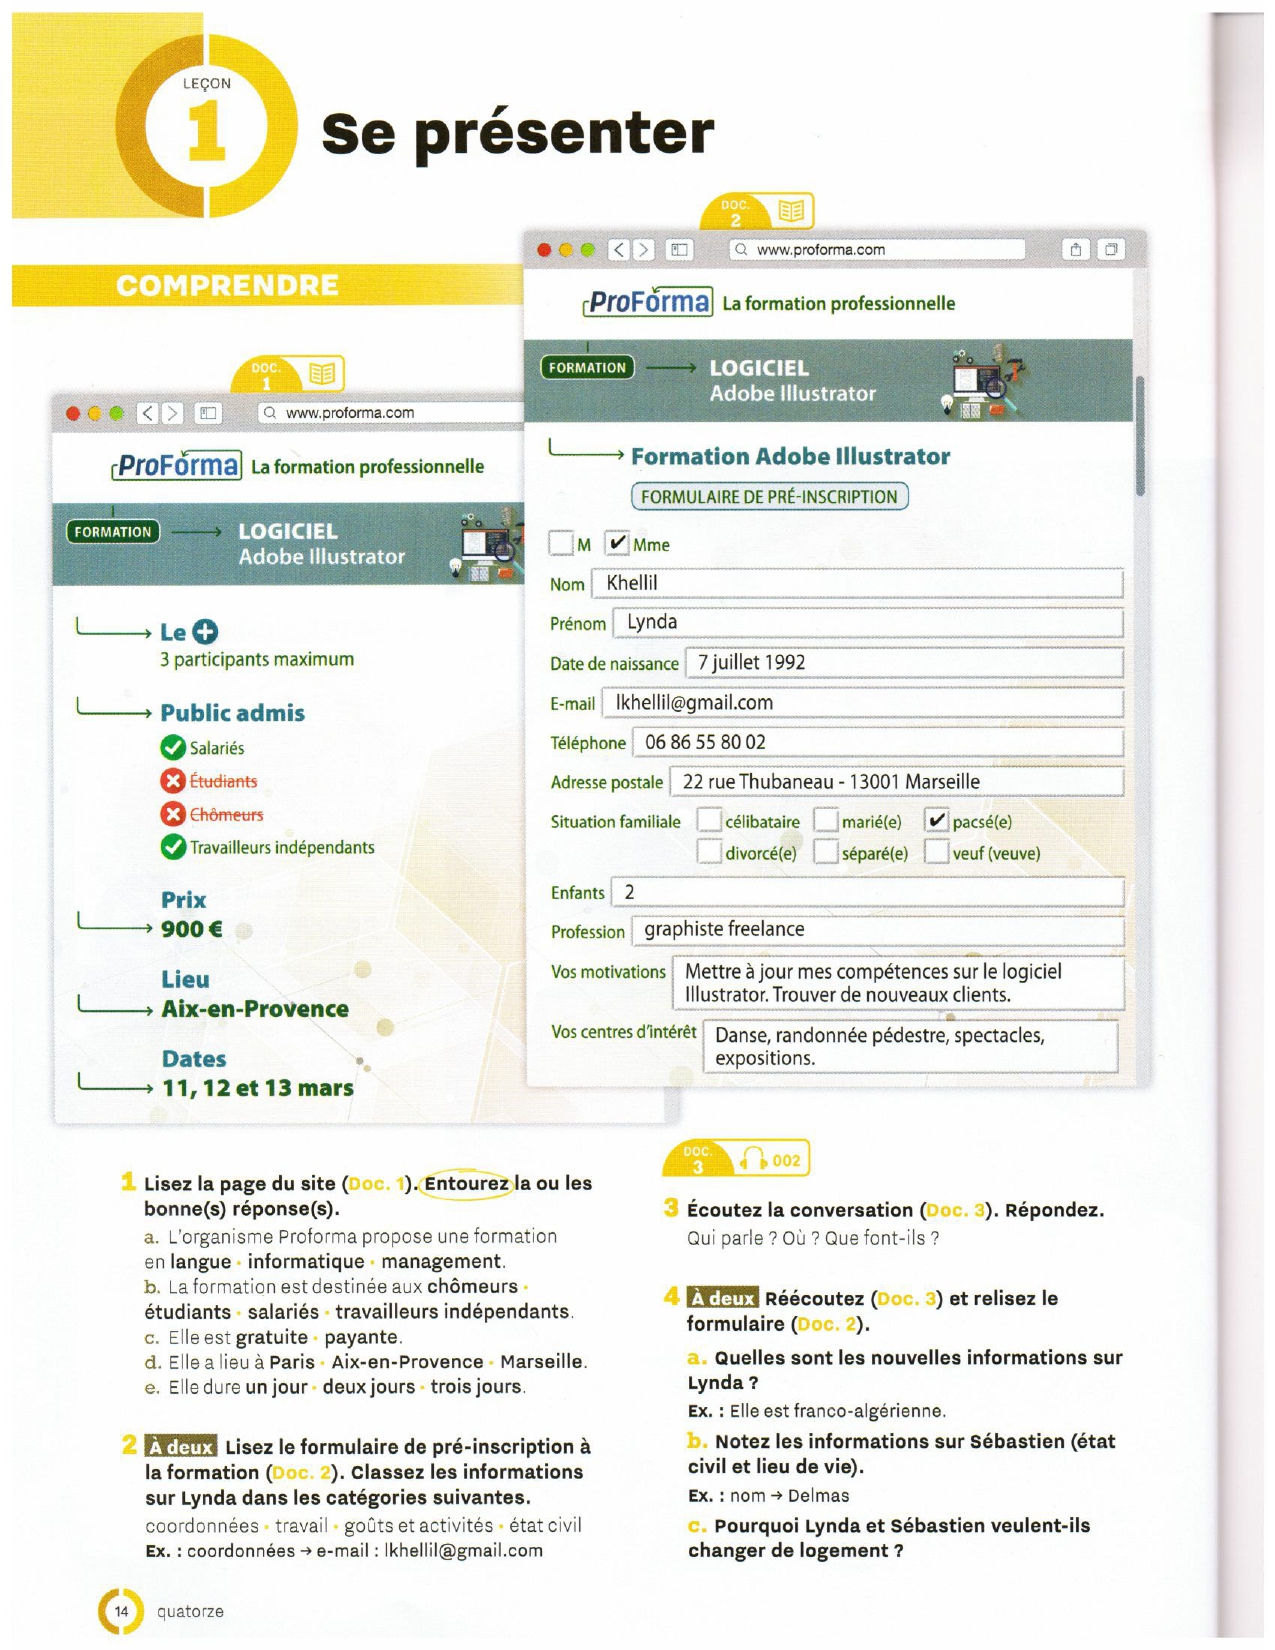 LEÇON
1
Se présenter
COMPRENDRE
DOC.
1
www.proforma.com
ProForma La formation professionnelle
FORMATION
LOGICIEL
Adobe Illustrator
Le +
3 participants maximum
Public admis
Salariés
Étudiants
Chômeurs
Travailleurs indépendants
Prix
900 €
Lieu
Aix-en-Provence
Dates
11, 12 et 13 mars
DOC.
2
www.proforma.com
ProForma La formation professionnelle
FORMATION
LOGICIEL
Adobe Illustrator
Formation Adobe Illustrator
FORMULAIRE DE PRÉ-INSCRIPTION
M ✔ Mme
Nom Khellil
Prénom Lynda
Date de naissance 7 juillet 1992
E-mail lkhellil@gmail.com
Téléphone 06 86 55 80 02
Adresse postale 22 rue Thubaneau - 13001 Marseille
Situation familiale célibataire marié(e) ✔ pacsé(e)
divorcé(e) séparé(e) veuf (veuve)
Enfants 2
Profession graphiste freelance
Vos motivations Mettre à jour mes compétences sur le logiciel
Illustrator. Trouver de nouveaux clients.
Vos centres d'intérêt Danse, randonnée pédestre, spectacles,
expositions.
1 Lisez la page du site (Doc. 1). Entourez la ou les
bonne(s) réponse(s).
a. L'organisme Proforma propose une formation
en langue • informatique • management.
b. La formation est destinée aux chômeurs •
étudiants • salariés • travailleurs indépendants.
c. Elle est gratuite • payante.
d. Elle a lieu à Paris • Aix-en-Provence • Marseille.
e. Elle dure un jour • deux jours • trois jours.
2 À deux Lisez le formulaire de pré-inscription à
la formation (Doc. 2). Classez les informations
sur Lynda dans les catégories suivantes.
coordonnées • travail • goûts et activités • état civil
Ex. : coordonnées → e-mail : lkhellil@gmail.com
DOC.
3
002
3 Écoutez la conversation (Doc. 3). Répondez.
Qui parle ? Où ? Que font-ils ?
4 À deux Réécoutez (Doc. 3) et relisez le
formulaire (Doc. 2).
a. Quelles sont les nouvelles informations sur
Lynda ?
Ex. : Elle est franco-algérienne.
b. Notez les informations sur Sébastien (état
civil et lieu de vie).
Ex. : nom → Delmas
c. Pourquoi Lynda et Sébastien veulent-ils
changer de logement ?
14 quatorze